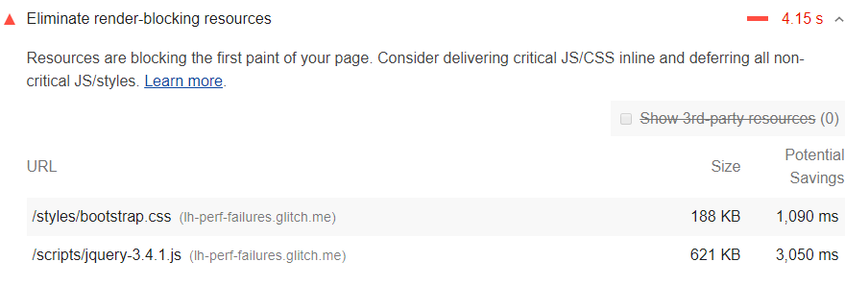 Eliminate render-blocking resources 4.15 s
Resources are blocking the first paint of your page. Consider delivering critical JS/CSS inline and deferring all non-
critical JS/styles. Learn more.
Show 3rd-party resources (0)
URL Size Potential
Savings
/styles/bootstrap.css (lh-perf-failures.glitch.me) 188 KB 1,090 ms
/scripts/jquery-3.4.1.js (lh-perf-failures.glitch.me) 621 KB 3,050 ms